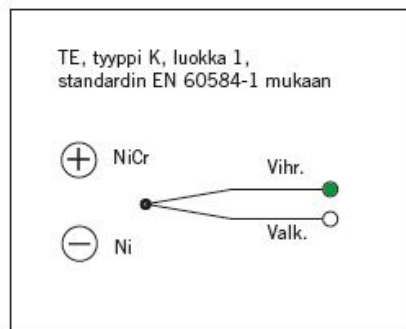 TE, tyyppi K, luokka 1,
standardin EN 60584-1 mukaan
+ NiCr
Vihr.
Valk.
− Ni